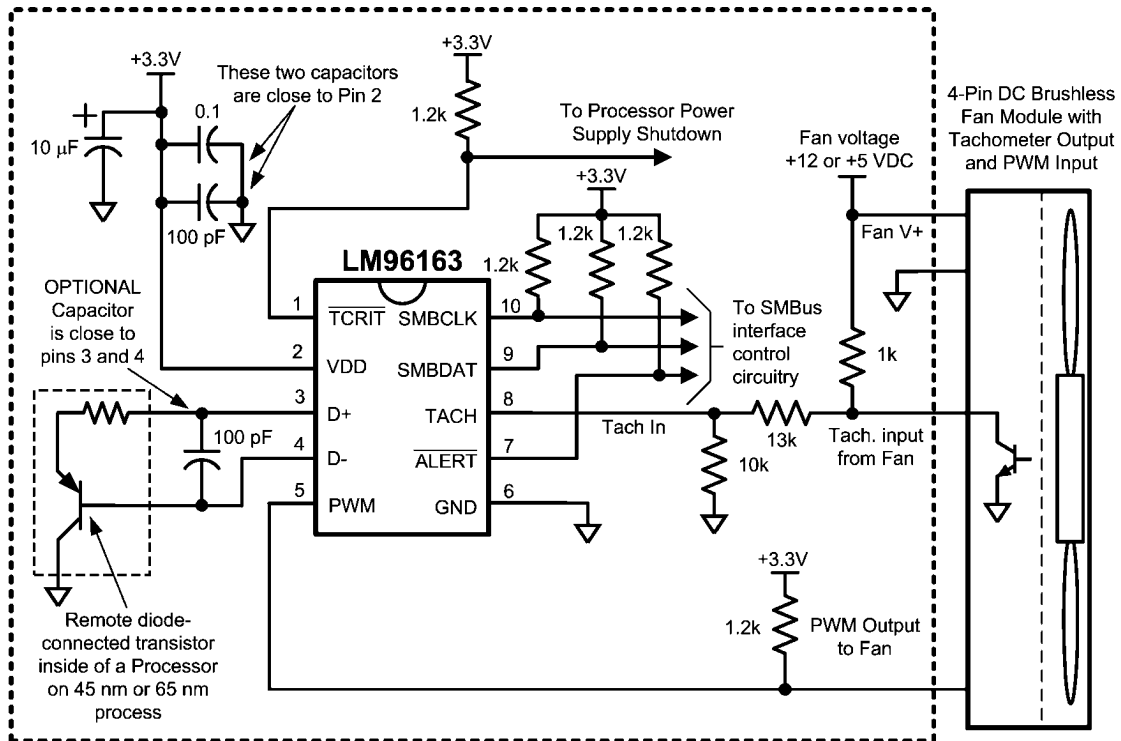 +3.3V
These two capacitors
are close to Pin 2
+
10 µF
0.1
100 pF
+3.3V
1.2k
To Processor Power
Supply Shutdown
+3.3V
1.2k
1.2k
1.2k
Fan voltage
+12 or +5 VDC
Fan V+
4-Pin DC Brushless
Fan Module with
Tachometer Output
and PWM Input
OPTIONAL
Capacitor
is close to
pins 3 and 4
LM96163
1
TCRIT
2
VDD
3
D+
4
D-
5
PWM
SMBCLK
10
SMBDAT
9
TACH
8
ALERT
7
GND
6
To SMBus
interface
control
circuitry
1k
Tach In
13k
10k
Tach. input
from Fan
100 pF
+3.3V
1.2k
PWM Output
to Fan
Remote diode-
connected transistor
inside of a Processor
on 45 nm or 65 nm
process